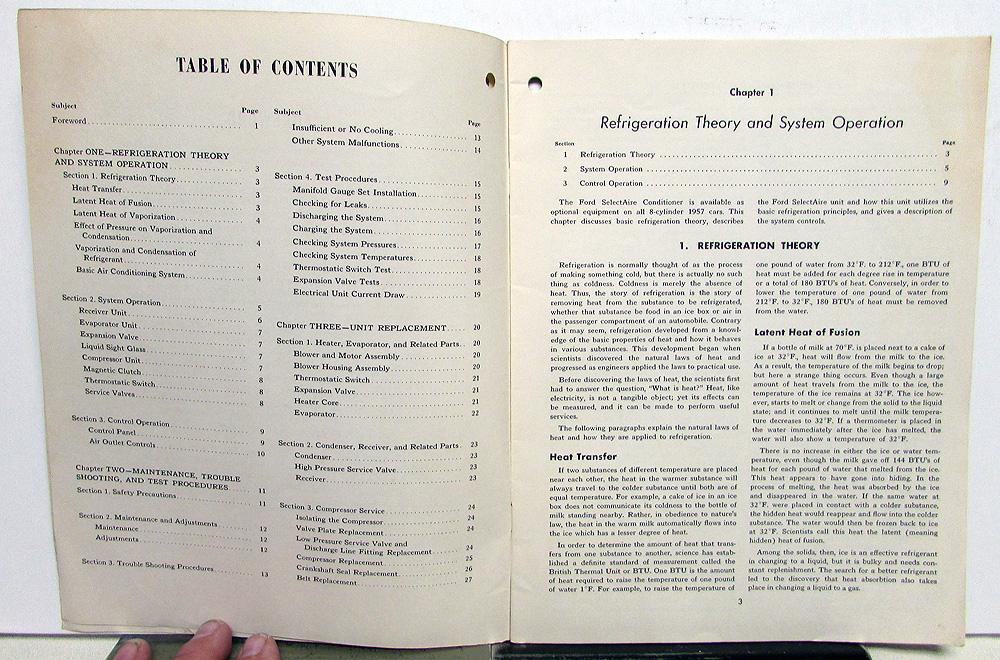 TABLE OF CONTENTS
Subject Page
Foreword 1
Chapter ONE—REFRIGERATION THEORY
AND SYSTEM OPERATION 3
Section 1. Refrigeration Theory 3
Heat Transfer 3
Latent Heat of Fusion 3
Latent Heat of Vaporization 4
Effect of Pressure on Vaporization and
Condensation 4
Vaporization and Condensation of
Refrigerant 4
Basic Air Conditioning System 4
Section 2. System Operation 5
Receiver Unit 6
Evaporator Unit 7
Expansion Valve 7
Liquid Sight Glass 7
Compressor Unit 7
Magnetic Clutch 8
Thermostatic Switch 8
Service Valves 8
Section 3. Control Operation 9
Control Panel 9
Air Outlet Controls 10
Chapter TWO—MAINTENANCE, TROUBLE
SHOOTING, AND TEST PROCEDURES 11
Section 1. Safety Precautions 11
Section 2. Maintenance and Adjustments 12
Maintenance 12
Adjustments 12
Section 3. Trouble Shooting Procedures 13
Subject Page
Insufficient or No Cooling 13
Other System Malfunctions 14
Section 4. Test Procedures 15
Manifold Gauge Set Installation 15
Checking for Leaks 15
Discharging the System 16
Charging the System 16
Checking System Pressures 17
Checking System Temperatures 18
Thermostatic Switch Test 18
Expansion Valve Tests 18
Electrical Unit Current Draw 19
Chapter THREE—UNIT REPLACEMENT 20
Section 1. Heater, Evaporator, and Related Parts 20
Blower and Motor Assembly 20
Blower Housing Assembly 20
Thermostatic Switch 21
Expansion Valve 21
Heater Core 21
Evaporator 22
Section 2. Condenser, Receiver, and Related Parts 23
Condenser 23
High Pressure Service Valve 23
Receiver 23
Section 3. Compressor Service 24
Isolating the Compressor 24
Valve Plate Replacement 24
Low Pressure Service Valve and
Discharge Line Fitting Replacement 24
Compressor Replacement 25
Crankshaft Seal Replacement 26
Belt Replacement 27
Chapter 1
Refrigeration Theory and System Operation
Section Page
1 Refrigeration Theory 3
2 System Operation 5
3 Control Operation 9
The Ford SelectAire Conditioner is available as
optional equipment on all 8-cylinder 1957 cars. This
chapter discusses basic refrigeration theory, describes
the Ford SelectAire unit and how this unit utilizes the
basic refrigeration principles, and gives a description of
the system controls.
1. REFRIGERATION THEORY
Refrigeration is normally thought of as the process
of making something cold, but there is actually no such
thing as coldness. Coldness is merely the absence of
heat. Thus, the story of refrigeration is the story of
removing heat from the substance to be refrigerated,
whether that substance be food in an ice box or air in
the passenger compartment of an automobile. Contrary
as it may seem, refrigeration developed from a knowl-
edge of the basic properties of heat and how it behaves
in various substances. This development began when
scientists discovered the natural laws of heat and
progressed as engineers applied the laws to practical use.
Before discovering the laws of heat, the scientists first
had to answer the question, "What is heat?" Heat, like
electricity, is not a tangible object; yet its effects can
be measured, and it can be made to perform useful
services.
The following paragraphs explain the natural laws of
heat and how they are applied to refrigeration.
Heat Transfer
If two substances of different temperature are placed
near each other, the heat in the warmer substance will
always travel to the colder substance until both are of
equal temperature. For example, a cake of ice in an ice
box does not communicate its coldness to the bottle of
milk standing nearby. Rather, in obedience to nature's
law, the heat in the warm milk automatically flows into
the ice which has a lesser degree of heat.
In order to determine the amount of heat that trans-
fers from one substance to another, science has estab-
lished a definite standard of measurement called the
British Thermal Unit or BTU. One BTU is the amount
of heat required to raise the temperature of one pound
of water 1°F. For example, to raise the temperature of
one pound of water from 32°F. to 212°F., one BTU of
heat must be added for each degree rise in temperature
or a total of 180 BTU's of heat. Conversely, in order to
lower the temperature of one pound of water from
212°F. to 32°F., 180 BTU's of heat must be removed
from the water.
Latent Heat of Fusion
If a bottle of milk at 70°F. is placed next to a cake of
ice at 32°F., heat will flow from the milk to the ice.
As a result, the temperature of the milk begins to drop;
but here a strange thing occurs. Even though a large
amount of heat travels from the milk to the ice, the
temperature of the ice remains at 32°F. The ice how-
ever, starts to melt or change from the solid to the liquid
state; and it continues to melt until the milk tempera-
ture decreases to 32°F. If a thermometer is placed in
the water immediately after the ice has melted, the
water will also show a temperature of 32°F.
There is no increase in either the ice or water tem-
perature, even though the milk gave off 144 BTU's of
heat for each pound of water that melted from the ice.
This heat appears to have gone into hiding. In the
process of melting, the heat was absorbed by the ice
and disappeared in the water. If the same water at
32°F. were placed in contact with a colder substance,
the hidden heat would reappear and flow into the colder
substance. The water would then be frozen back to ice
at 32°F. Scientists call this heat the latent (meaning
hidden) heat of fusion.
Among the solids, then, ice is an effective refrigerant
in changing to a liquid, but it is bulky and needs con-
stant replenishment. The search for a better refrigerant
led to the discovery that heat absorbtion also takes
place in changing a liquid to a gas.
3